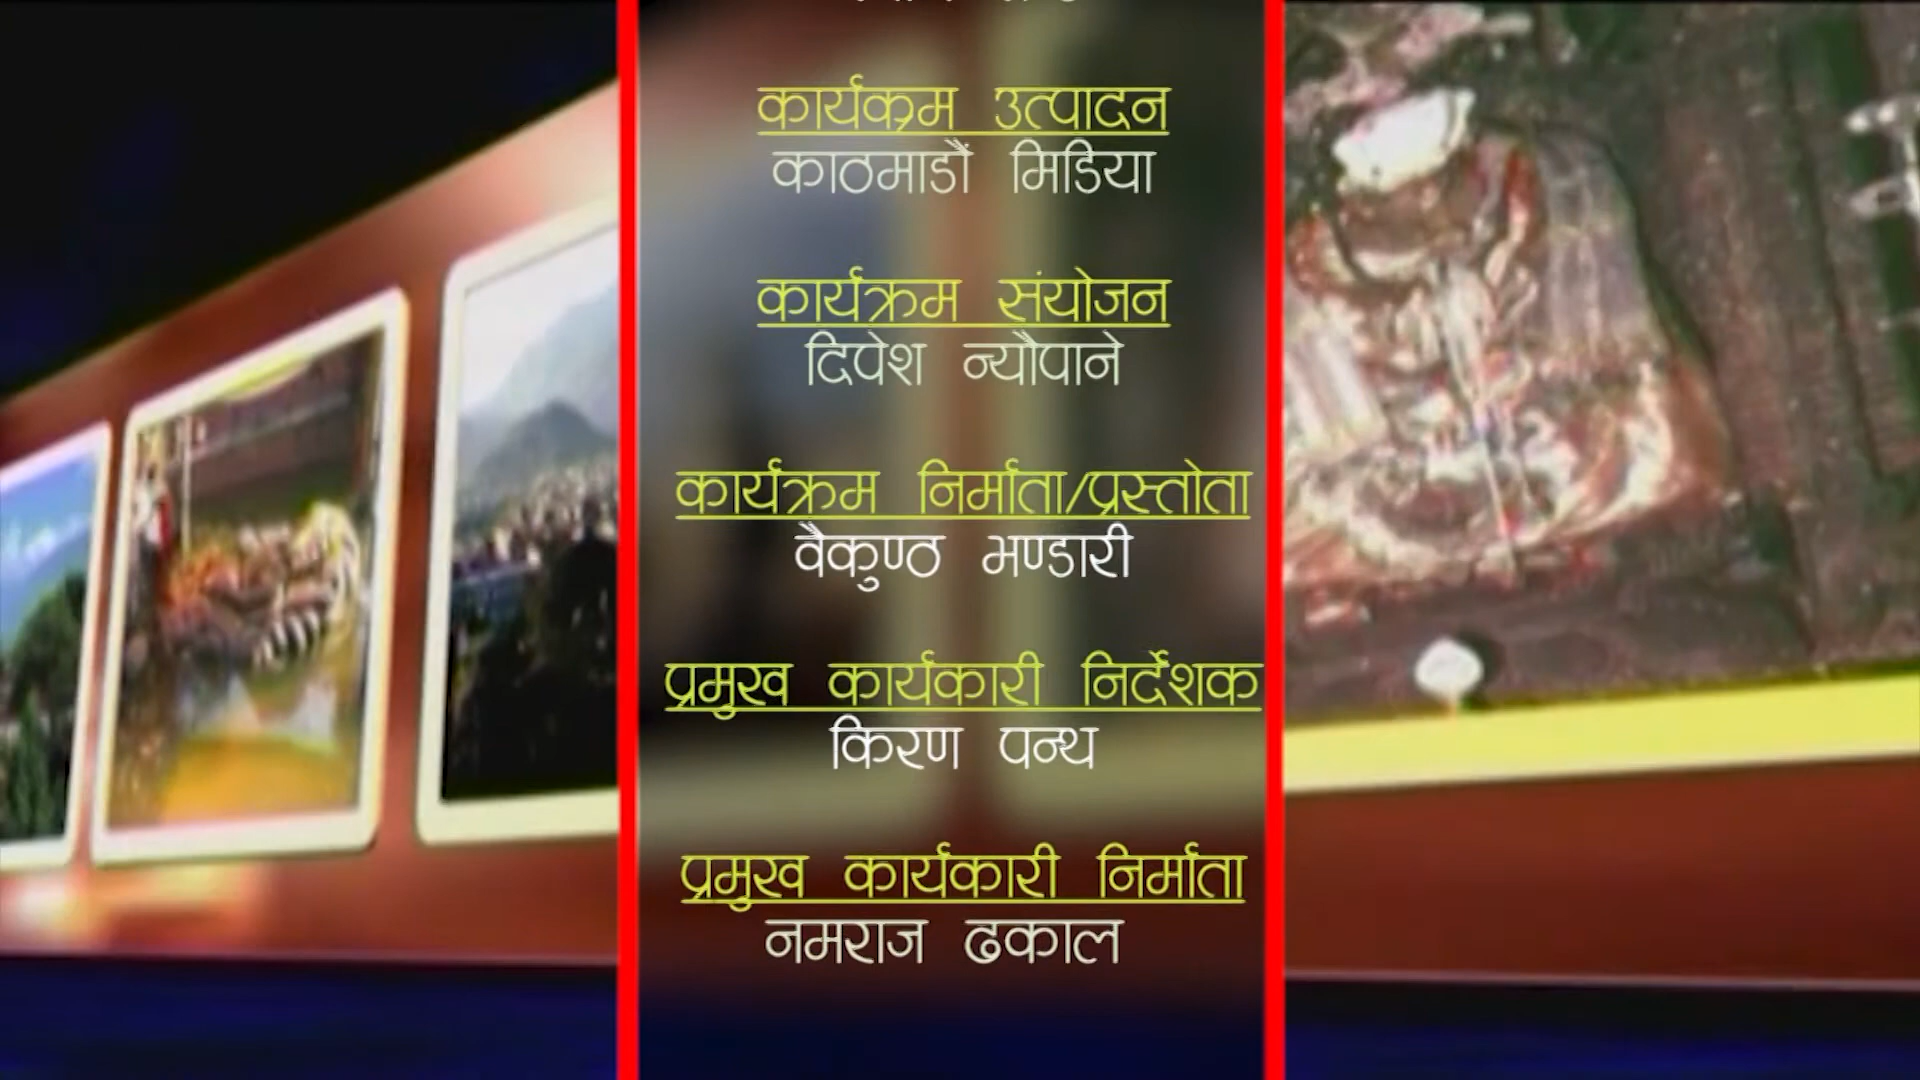 कार्यक्रम उत्पादन
काठमाडौं मिडिया
कार्यक्रम संयोजन
दिपेश न्यौपाने
कार्यक्रम निर्माता/प्रस्तोता
वैकुण्ठ भण्डारी
प्रमुख कार्यकारी निर्देशक
किरण पन्थ
प्रमुख कार्यकारी निर्माता
नमराज ढकाल